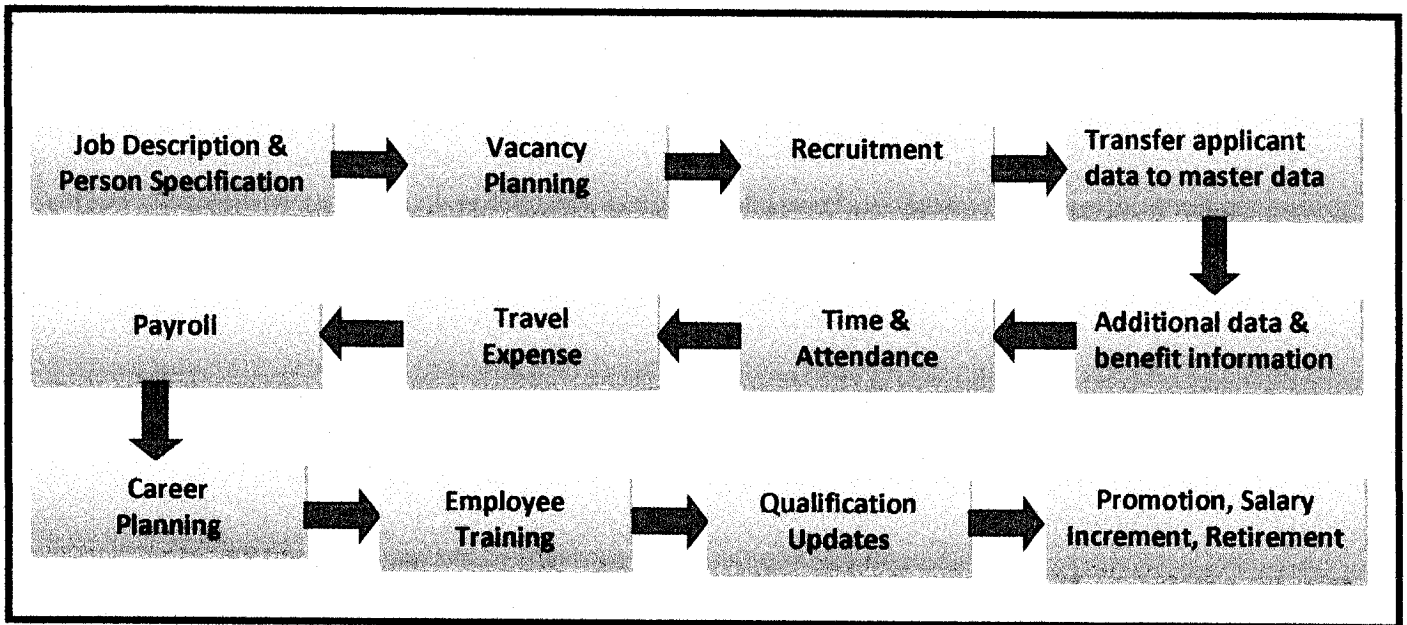 Job Description &
Person Specification
Vacancy
Planning
Recruitment
Transfer applicant
data to master data
Additional data &
benefit information
Time &
Attendance
Travel
Expense
Payroll
Career
Planning
Employee
Training
Qualification
Updates
Promotion, Salary
Increment, Retirement